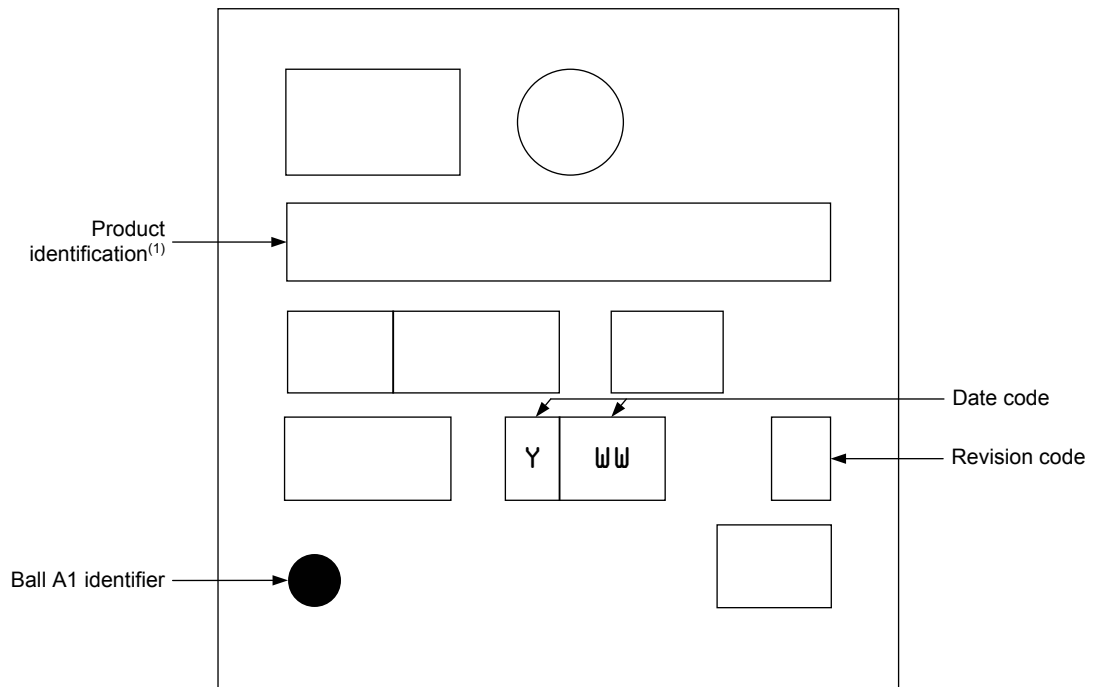 Product
identification(1)
Date code
Y WW
Revision code
Ball A1 identifier